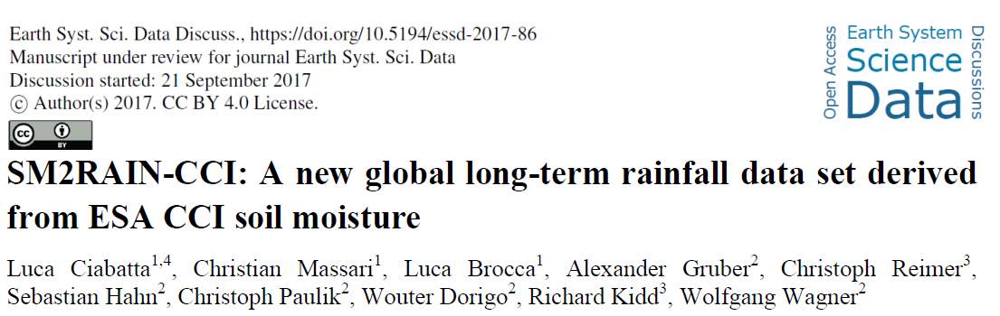 Earth Syst. Sci. Data Discuss., https://doi.org/10.5194/essd-2017-86
Manuscript under review for journal Earth Syst. Sci. Data
Discussion started: 21 September 2017
© Author(s) 2017. CC BY 4.0 License.
cc BY
Open Access
Earth System
Science
Data
Discussions
SM2RAIN-CCI: A new global long-term rainfall data set derived
from ESA CCI soil moisture
Luca Ciabatta1,4, Christian Massari1, Luca Brocca1, Alexander Gruber2, Christoph Reimer3,
Sebastian Hahn2, Christoph Paulik2, Wouter Dorigo2, Richard Kidd3, Wolfgang Wagner2